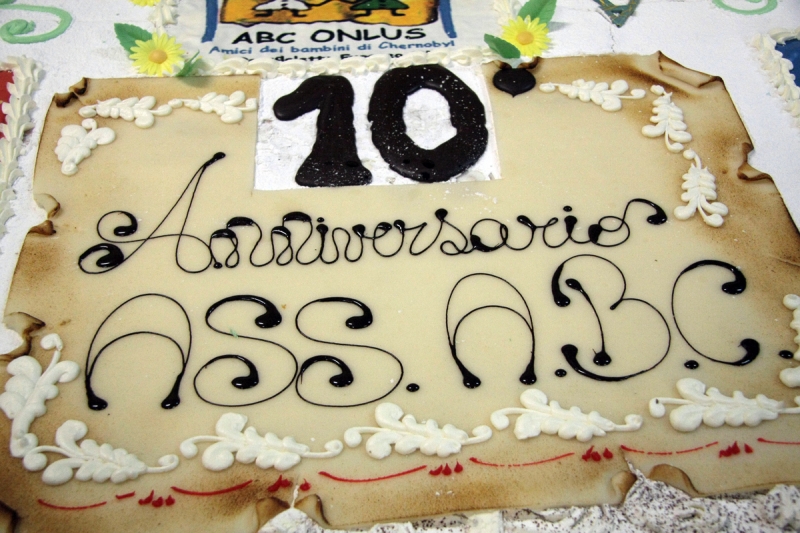 ABC ONLUS
Amici dei bambini di Chernobyl
10
Anniversario
ASS. A.B.C.